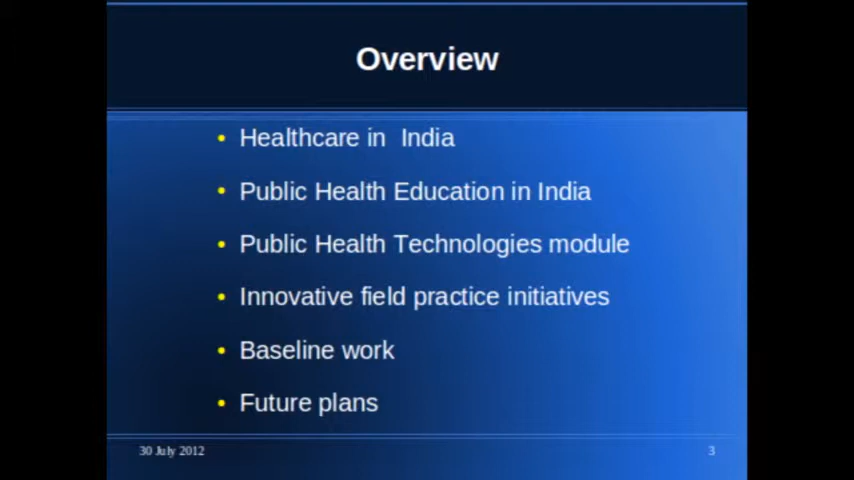 Overview
• Healthcare in  India
• Public Health Education in India
• Public Health Technologies module
• Innovative field practice initiatives
• Baseline work
• Future plans
30 July 2012
3